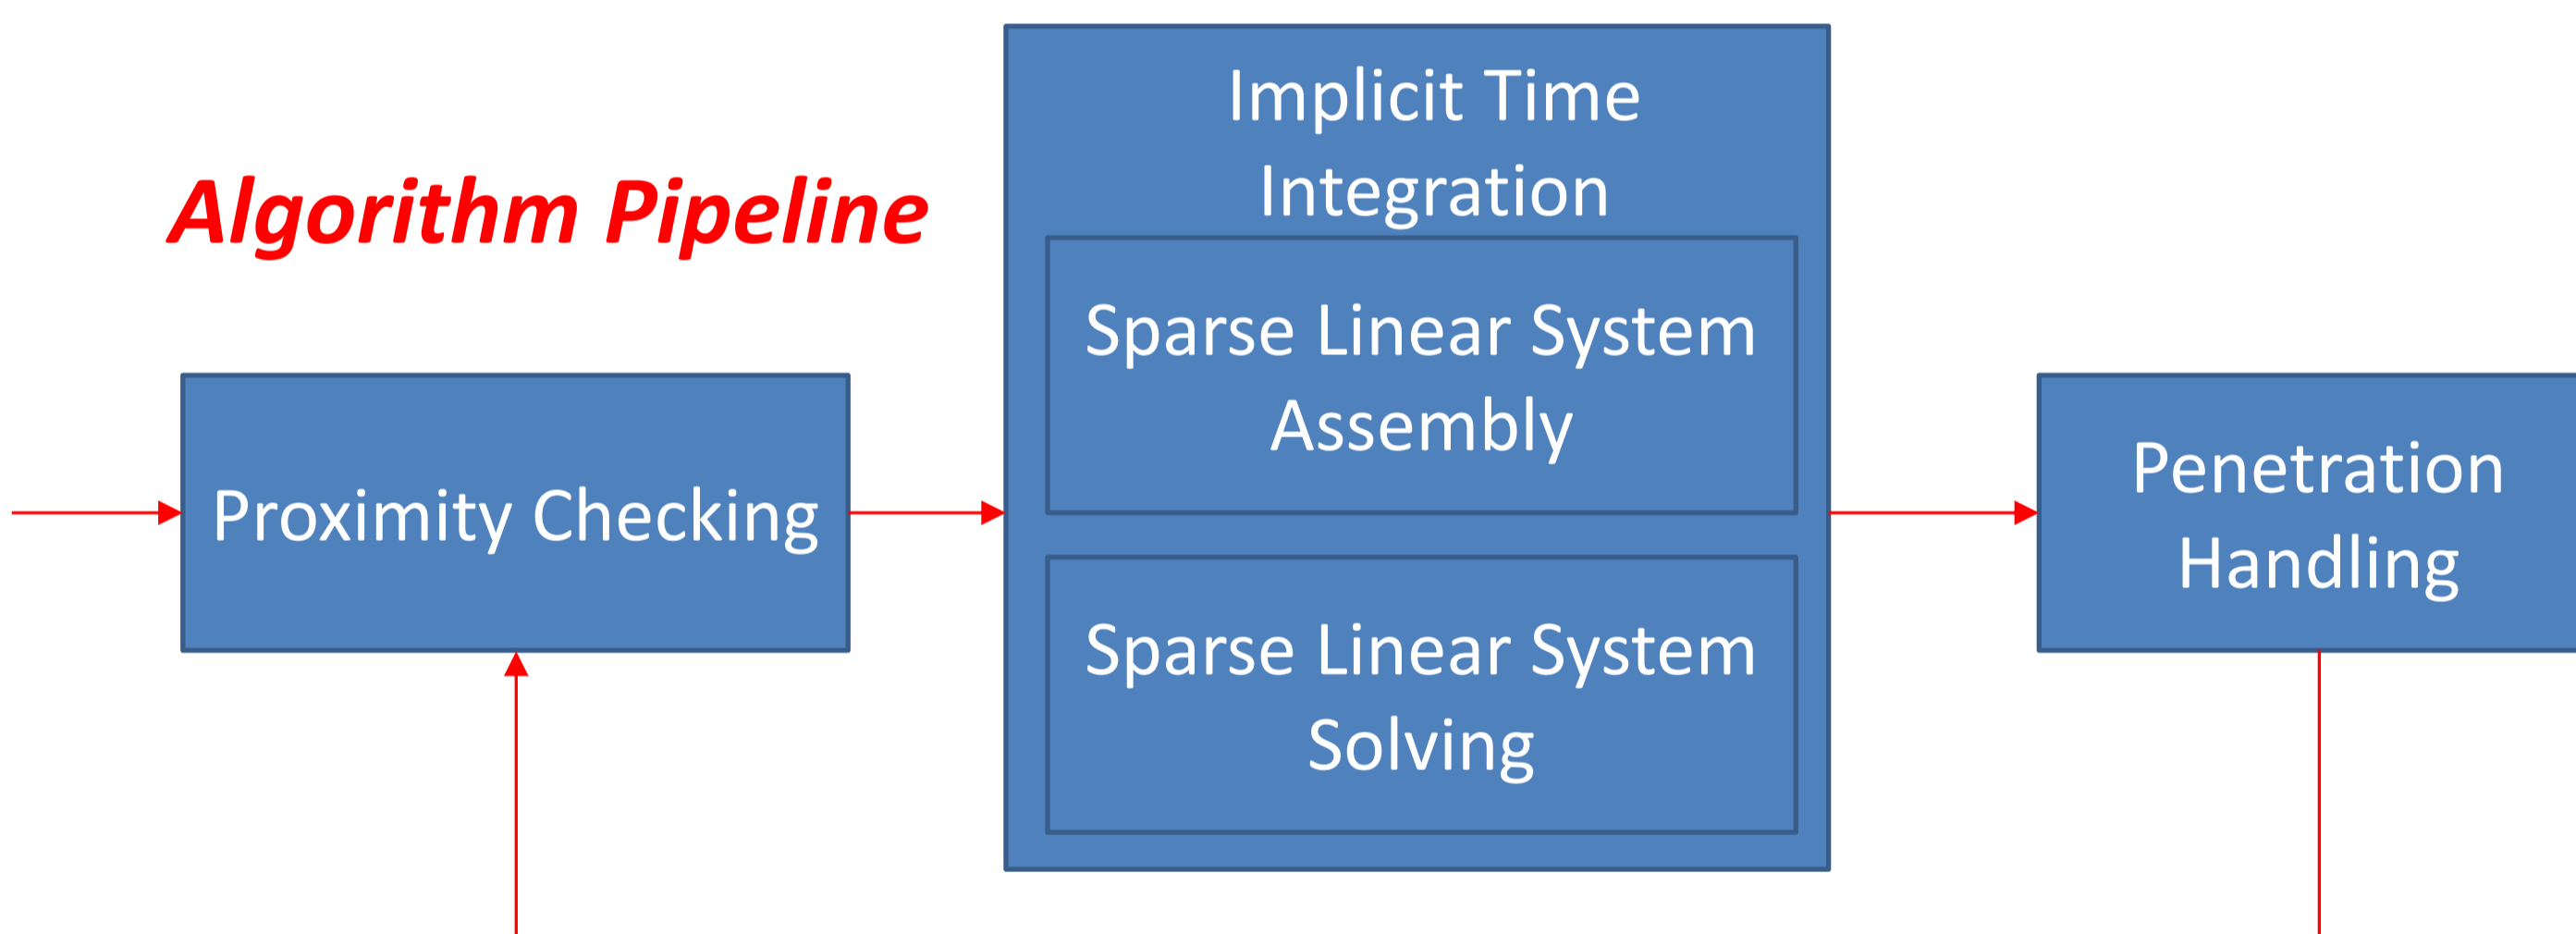 Algorithm Pipeline
Proximity Checking
Implicit Time
Integration
Sparse Linear System
Assembly
Sparse Linear System
Solving
Penetration
Handling